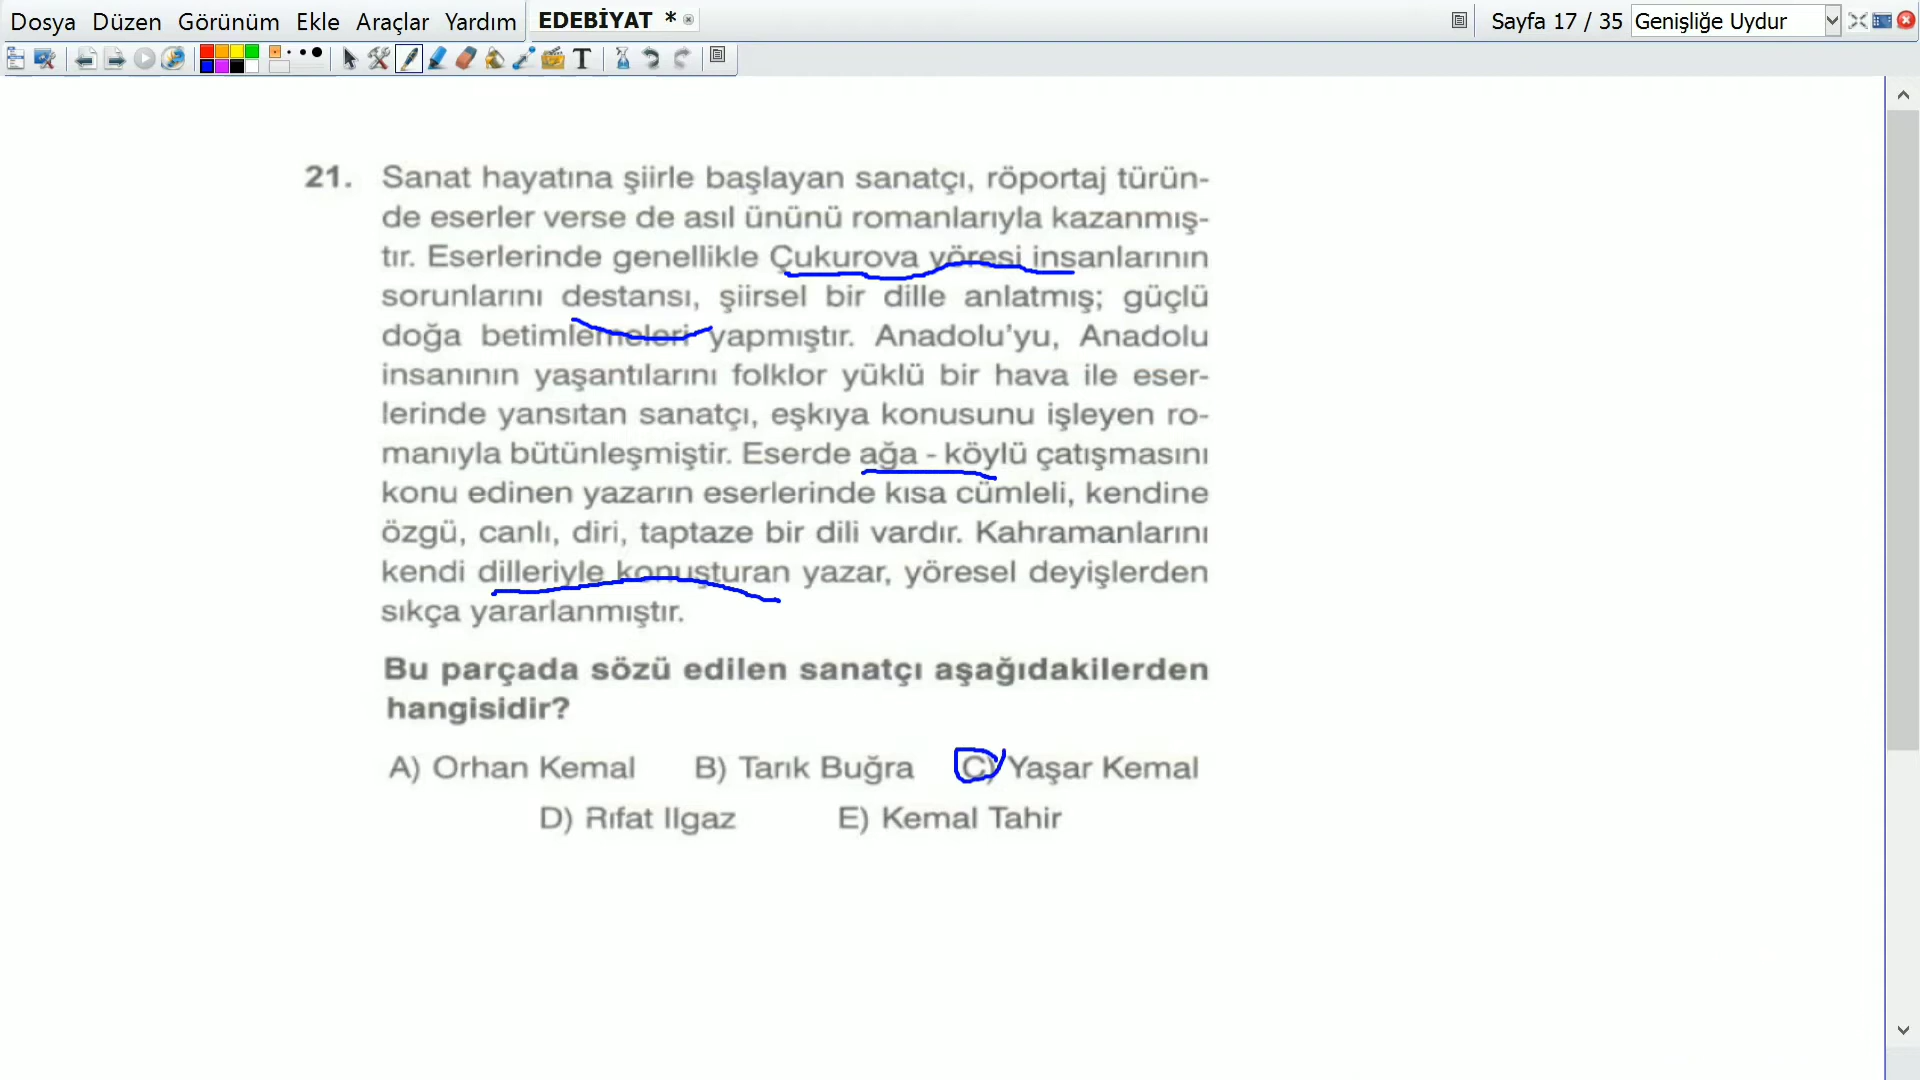 Dosya Düzen Görünüm Ekle Araçlar Yardım EDEBİYAT * Sayfa 17 / 35 Genişliğe Uydur
T
21. Sanat hayatına şiirle başlayan sanatçı, röportaj türün-
de eserler verse de asıl ününü romanlarıyla kazanmış-
tır. Eserlerinde genellikle Çukurova yöresi insanlarının
sorunlarını destansı, şiirsel bir dille anlatmış; güçlü
doğa betimlemeleri yapmıştır. Anadolu'yu, Anadolu
insanının yaşantılarını folklor yüklü bir hava ile eser-
lerinde yansıtan sanatçı, eşkıya konusunu işleyen ro-
manıyla bütünleşmiştir. Eserde ağa - köylü çatışmasını
konu edinen yazarın eserlerinde kısa cümleli, kendine
özgü, canlı, diri, taptaze bir dili vardır. Kahramanlarını
kendi dilleriyle konuşturan yazar, yöresel deyişlerden
sıkça yararlanmıştır.
Bu parçada sözü edilen sanatçı aşağıdakilerden
hangisidir?
A) Orhan Kemal B) Tarık Buğra C) Yaşar Kemal
D) Rıfat Ilgaz E) Kemal Tahir